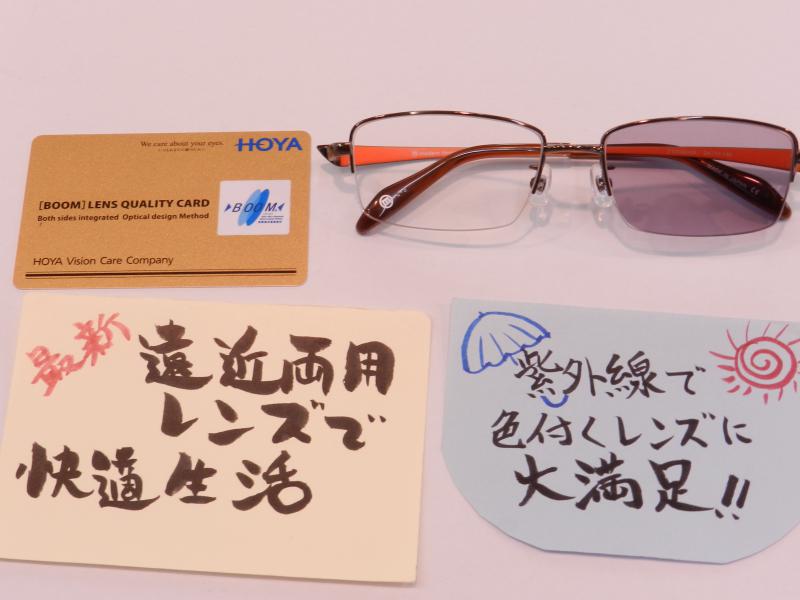 We care about your eyes.
HOYA
[BOOM] LENS QUALITY CARD
Both sides integrated Optical design Method
BOOM
HOYA Vision Care Company
最新
遠近両用
レンズで
快適生活
紫外線で
色付くレンズに
大満足!!